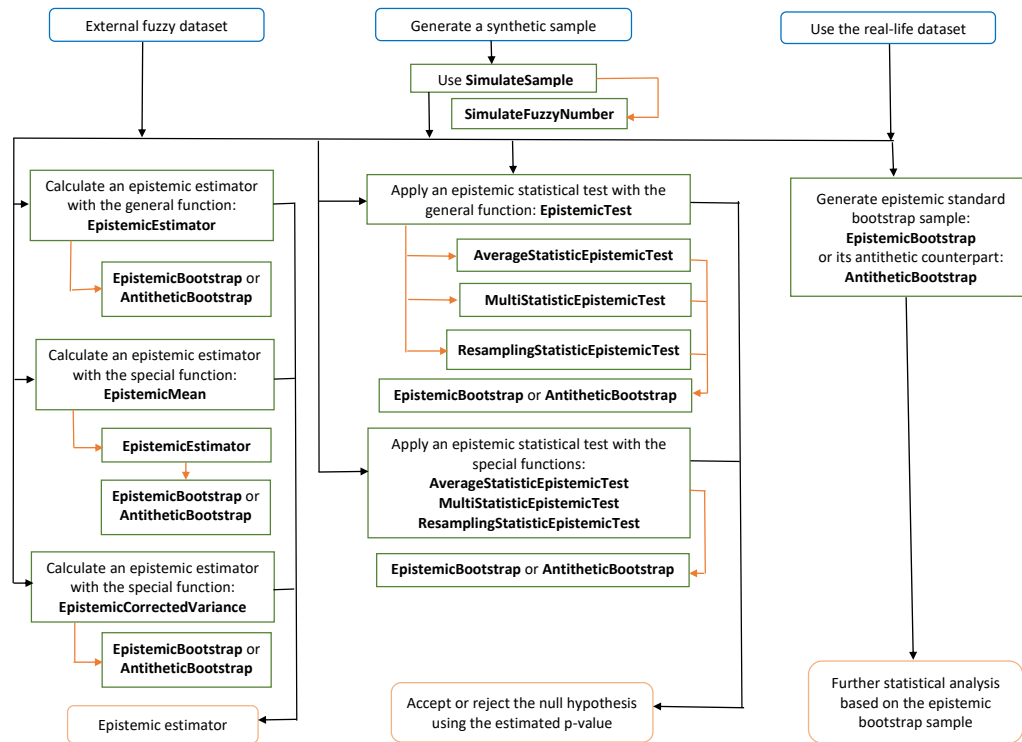 External fuzzy dataset
Generate a synthetic sample
Use the real-life dataset
Use SimulateSample
SimulateFuzzyNumber
Calculate an epistemic estimator
with the general function:
EpistemicEstimator
EpistemicBootstrap or
AntitheticBootstrap
Calculate an epistemic estimator
with the special function:
EpistemicMean
EpistemicEstimator
EpistemicBootstrap or
AntitheticBootstrap
Calculate an epistemic estimator
with the special function:
EpistemicCorrectedVariance
EpistemicBootstrap or
AntitheticBootstrap
Epistemic estimator
Apply an epistemic statistical test with the
general function: EpistemicTest
AverageStatisticEpistemicTest
MultiStatisticEpistemicTest
ResamplingStatisticEpistemicTest
EpistemicBootstrap or AntitheticBootstrap
Apply an epistemic statistical test with the
special functions:
AverageStatisticEpistemicTest
MultiStatisticEpistemicTest
ResamplingStatisticEpistemicTest
EpistemicBootstrap or AntitheticBootstrap
Accept or reject the null hypothesis
using the estimated p-value
Generate epistemic standard
bootstrap sample:
EpistemicBootstrap
or its antithetic counterpart:
AntitheticBootstrap
Further statistical analysis
based on the epistemic
bootstrap sample